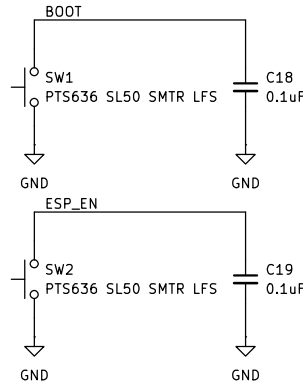 BOOT
SW1
PTS636 SL50 SMTR LFS
C18
0.1uF
GND
GND
ESP_EN
SW2
PTS636 SL50 SMTR LFS
C19
0.1uF
GND
GND